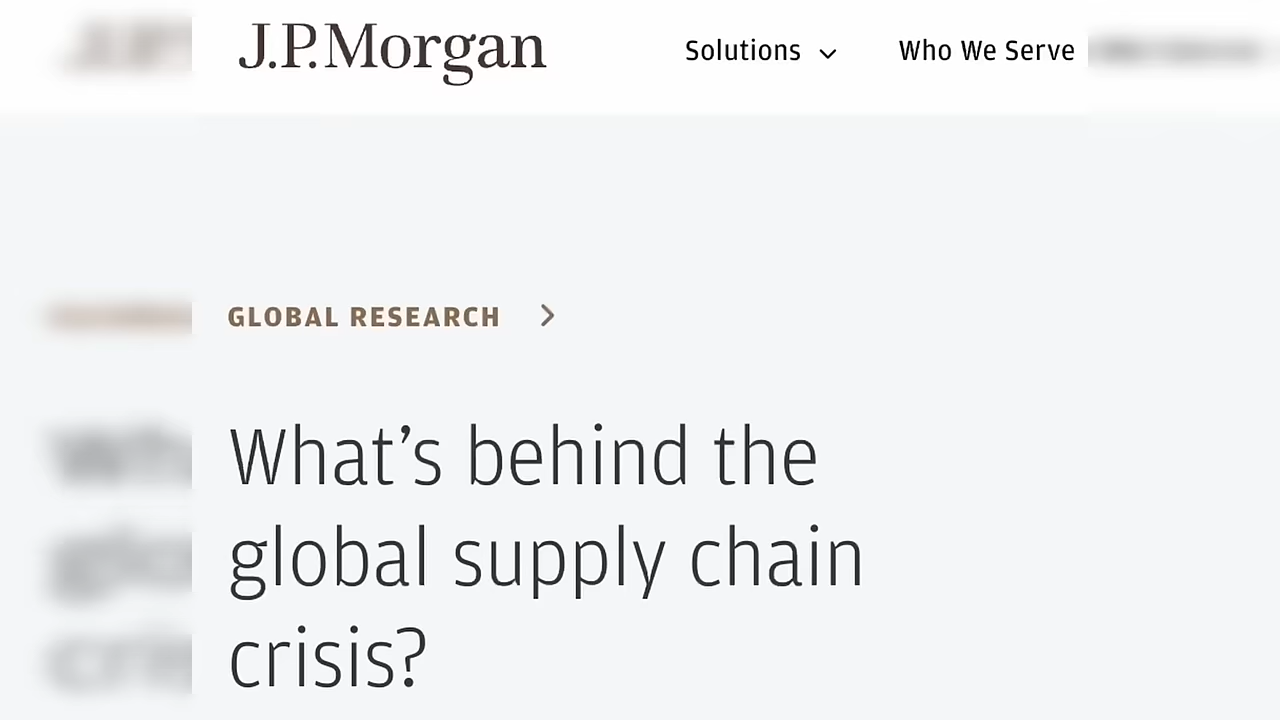 J.P.Morgan
Solutions
Who We Serve
GLOBAL RESEARCH
What’s behind the
global supply chain
crisis?